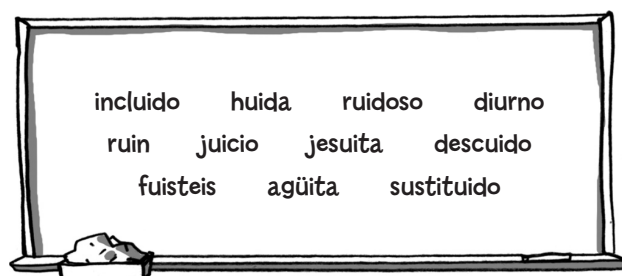 incluido huida ruidoso diurno
ruin juicio jesuita descuido
fuisteis agüita sustituido